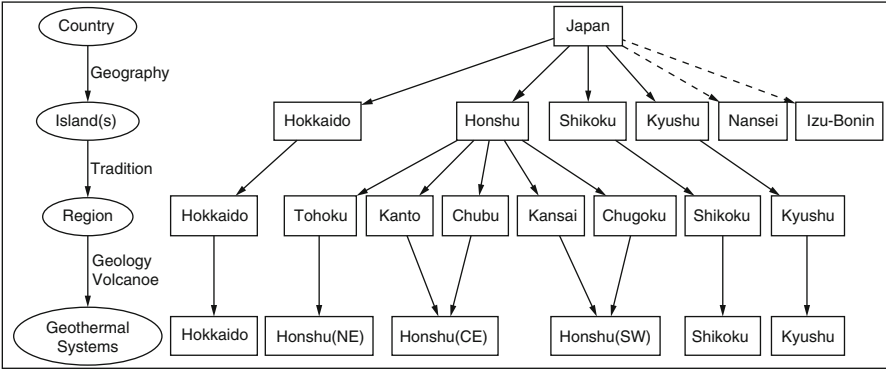 Country
Japan
Geography
Island(s)
Hokkaido
Honshu
Shikoku
Kyushu
Nansei
Izu-Bonin
Tradition
Region
Hokkaido
Tohoku
Kanto
Chubu
Kansai
Chugoku
Shikoku
Kyushu
Geology
Volcanoe
Geothermal
Systems
Hokkaido
Honshu(NE)
Honshu(CE)
Honshu(SW)
Shikoku
Kyushu